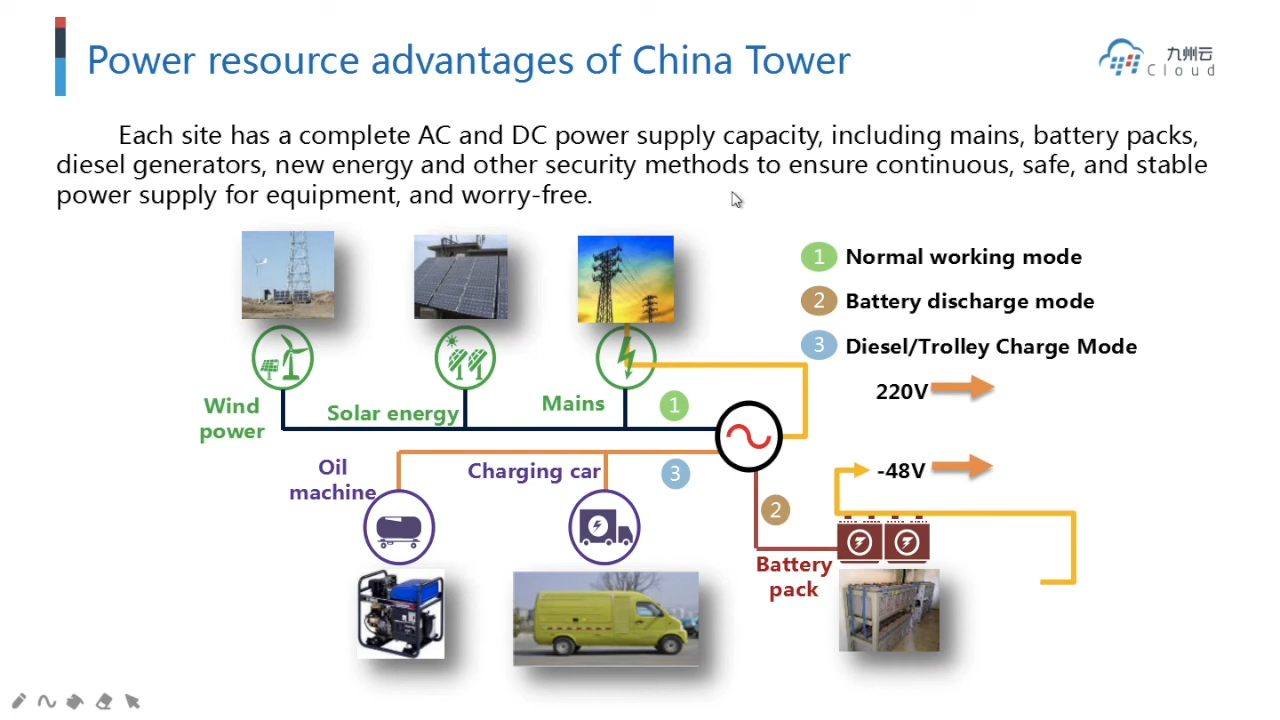 Power resource advantages of China Tower
九州云
Cloud
Each site has a complete AC and DC power supply capacity, including mains, battery packs,
diesel generators, new energy and other security methods to ensure continuous, safe, and stable
power supply for equipment, and worry-free.
1 Normal working mode
2 Battery discharge mode
3 Diesel/Trolley Charge Mode
220V
Wind
power
Solar energy
Mains
1
Oil
machine
Charging car
3
-48V
2
Battery
pack